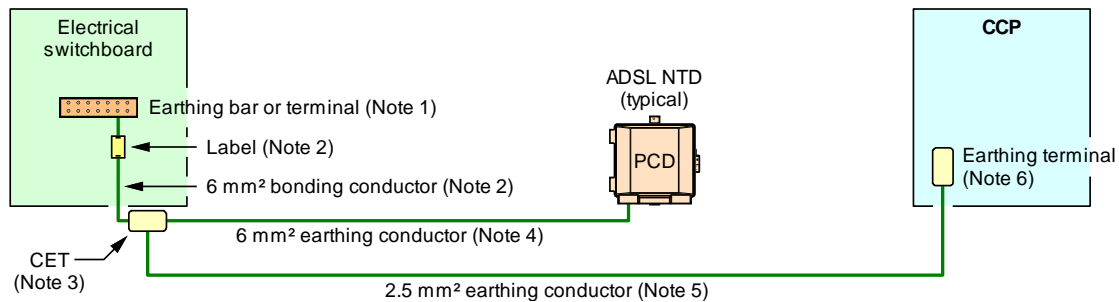 Electrical
switchboard
CCP
ADSL NTD
(typical)
Earthing bar or terminal (Note 1)
Label (Note 2)
PCD
Earthing terminal
(Note 6)
6 mm² bonding conductor (Note 2)
6 mm² earthing conductor (Note 4)
CET
(Note 3)
2.5 mm² earthing conductor (Note 5)